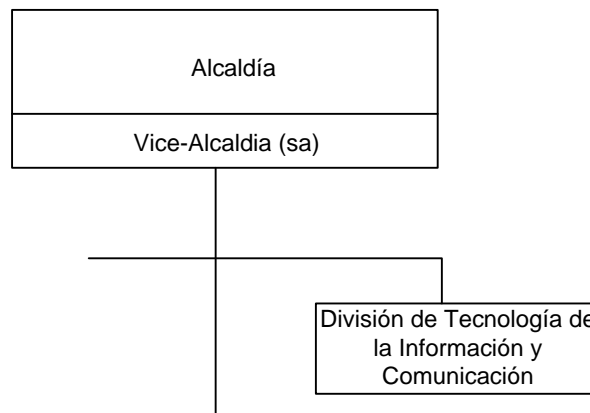 Alcaldía
Vice-Alcaldia (sa)
División de Tecnología de
la Información y
Comunicación